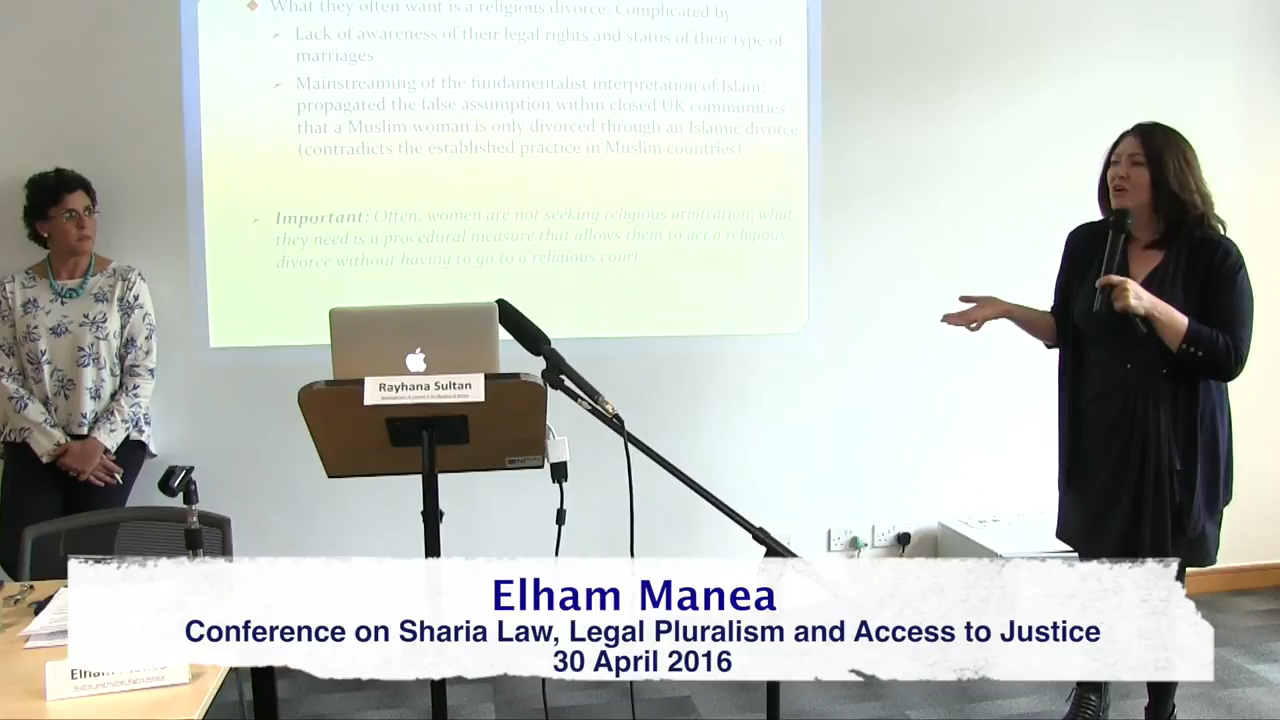 What they often want is a religious divorce. Complicated by
Lack of awareness of their legal rights and status of their type of
marriages
Mainstreaming of the fundamentalist interpretation of Islam:
propagated the false assumption within closed UK communities
that a Muslim woman is only divorced through an Islamic divorce
(contradicts the established practice in Muslim countries)
Important: Often, women are not seeking religious arbitration; what
they need is a procedural measure that allows them to get a religious
divorce without having to go to a religious court
Rayhana Sultan
Elham Manea
Conference on Sharia Law, Legal Pluralism and Access to Justice
30 April 2016
Elham Manea